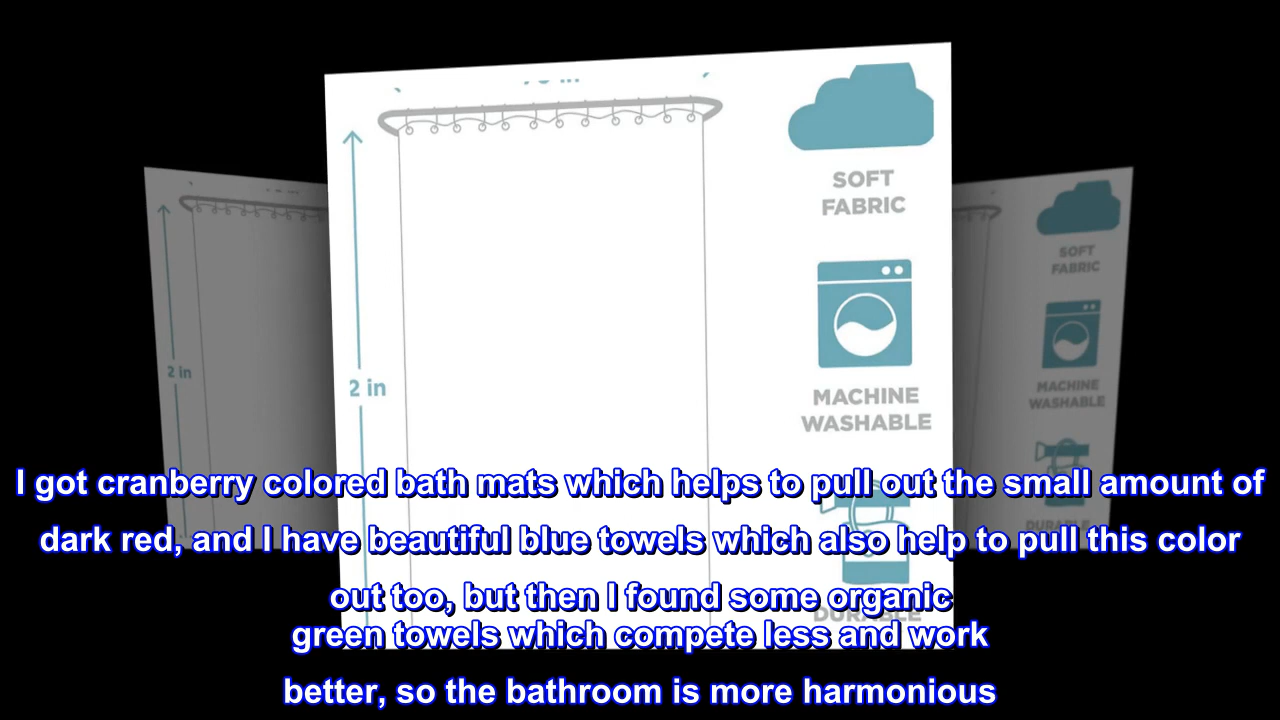 SOFT
FABRIC
SOFT
FABRIC
2 in
2 in
MACHINE
WASHABLE
MACHINE
WASHABLE
I got cranberry colored bath mats which helps to pull out the small amount of
dark red, and I have beautiful blue towels which also help to pull this color
out too, but then I found some organic
green towels which compete less and work
better, so the bathroom is more harmonious
DURABLE
DURABLE